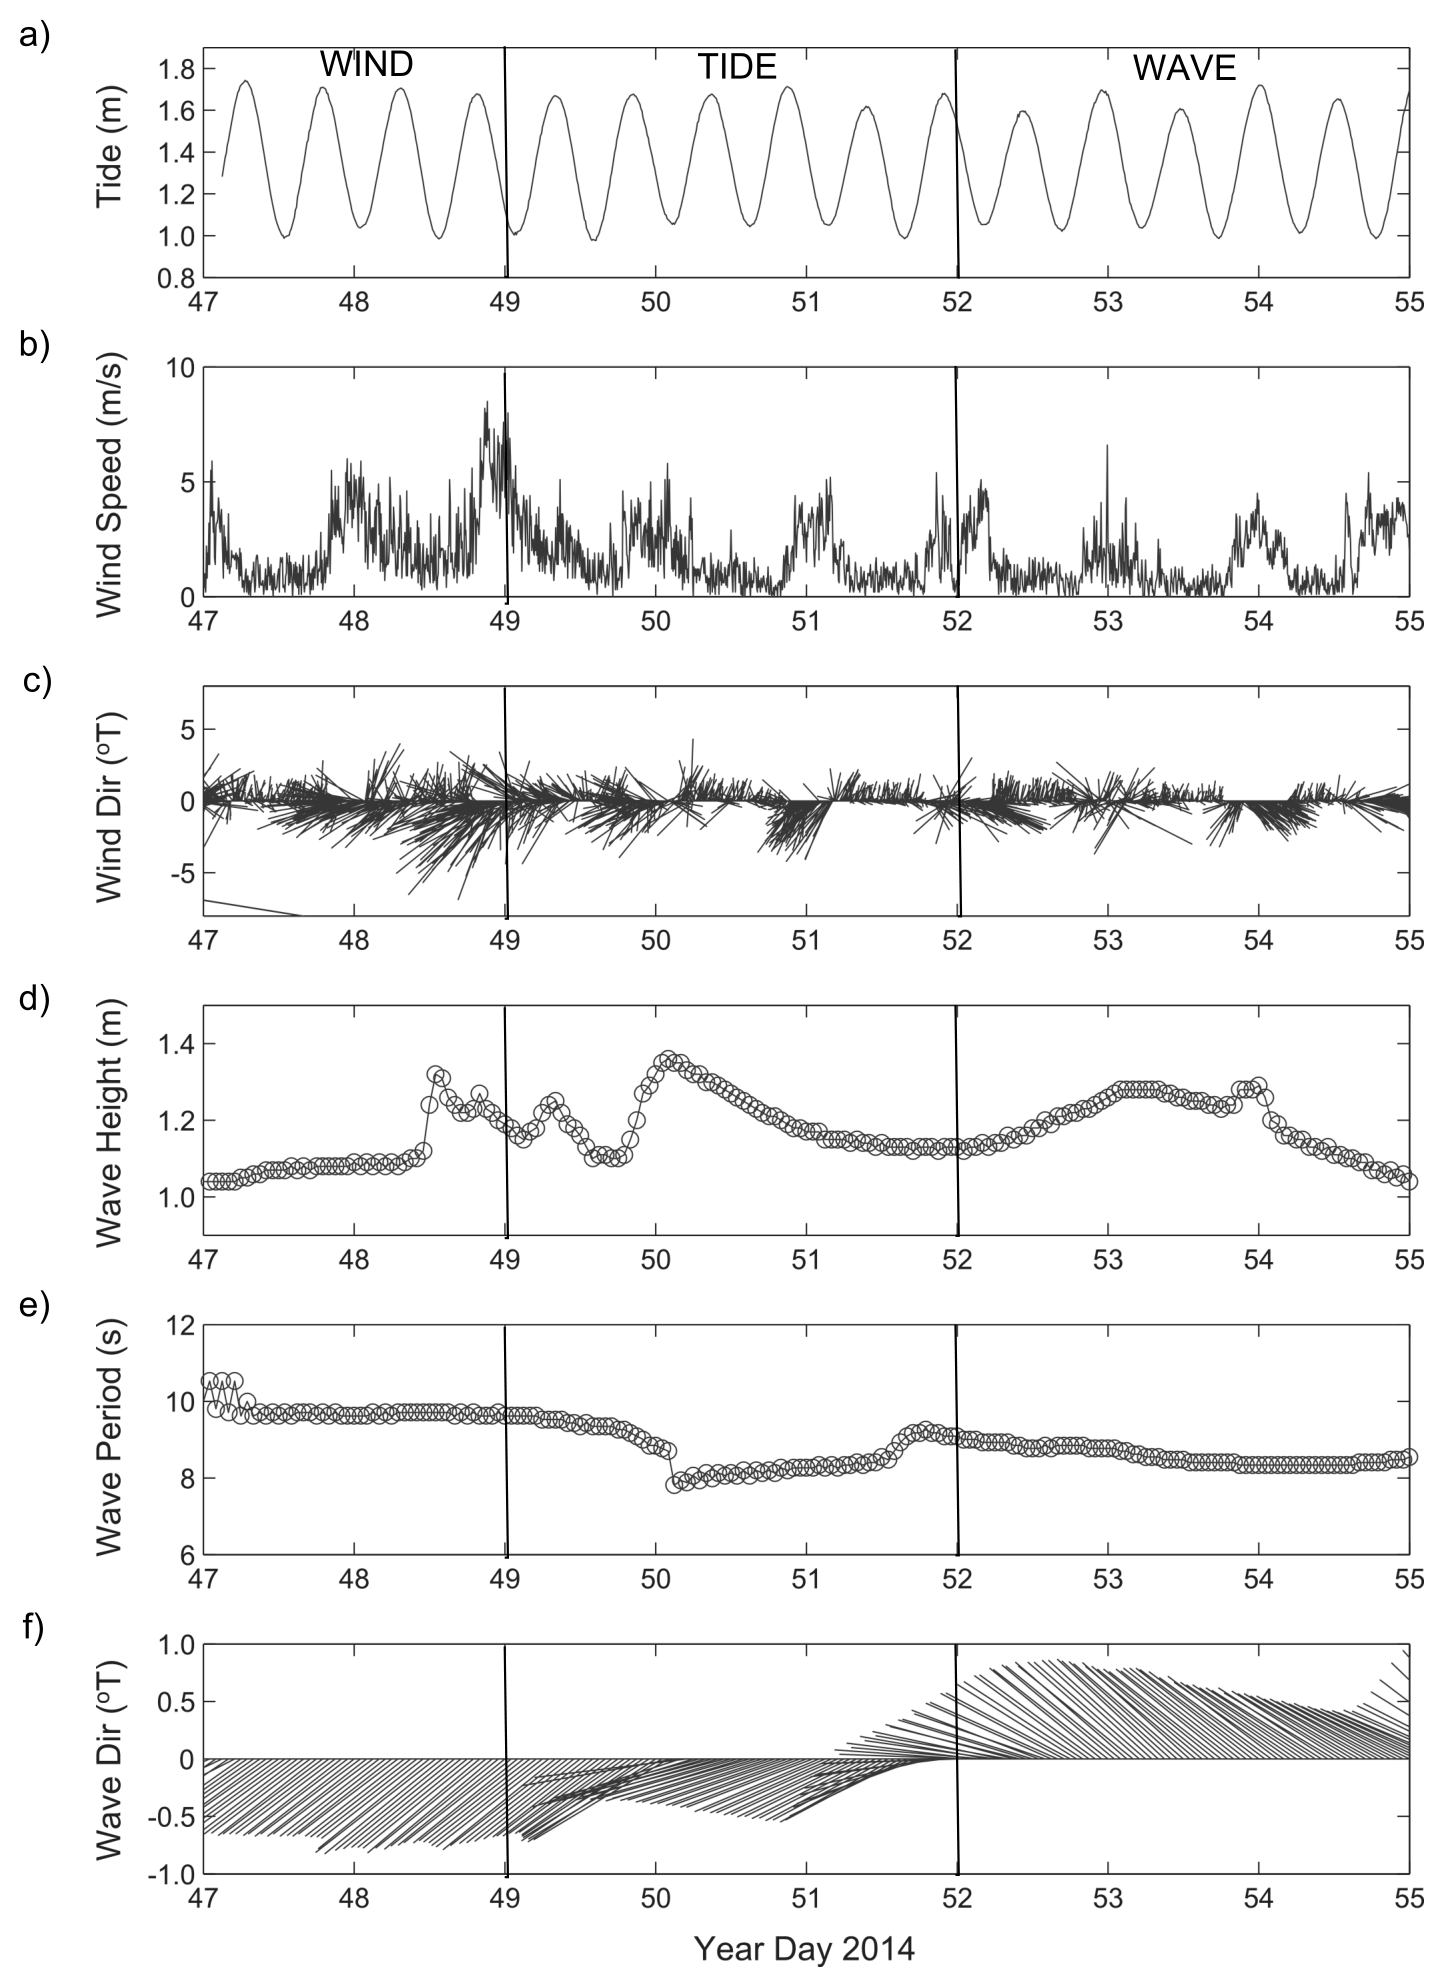 a)
WIND TIDE WAVE
Tide (m)
1.8
1.6
1.4
1.2
1.0
0.8
47 48 49 50 51 52 53 54 55
b)
Wind Speed (m/s)
10
5
0
47 48 49 50 51 52 53 54 55
c)
Wind Dir (ºT)
5
0
-5
47 48 49 50 51 52 53 54 55
d)
Wave Height (m)
1.4
1.2
1.0
47 48 49 50 51 52 53 54 55
e)
Wave Period (s)
12
10
8
6
47 48 49 50 51 52 53 54 55
f)
Wave Dir (ºT)
1.0
0.5
0
-0.5
-1.0
47 48 49 50 51 52 53 54 55
Year Day 2014